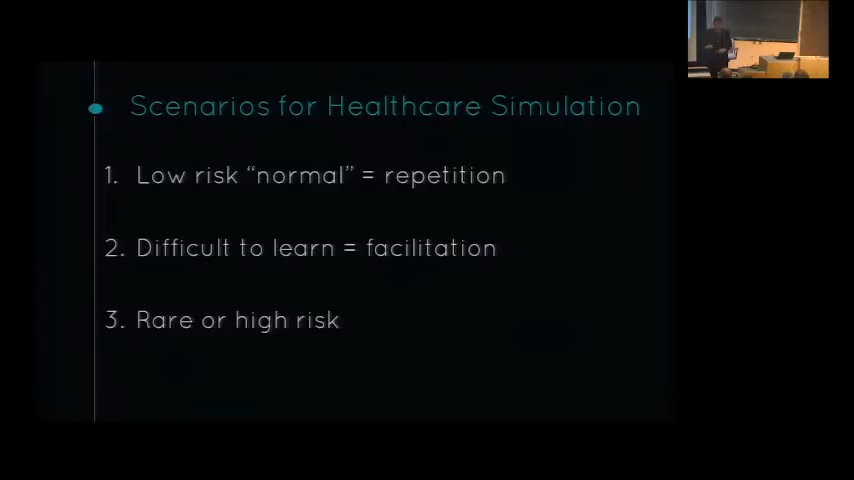 Scenarios for Healthcare Simulation
1. Low risk “normal” = repetition
2. Difficult to learn = facilitation
3. Rare or high risk